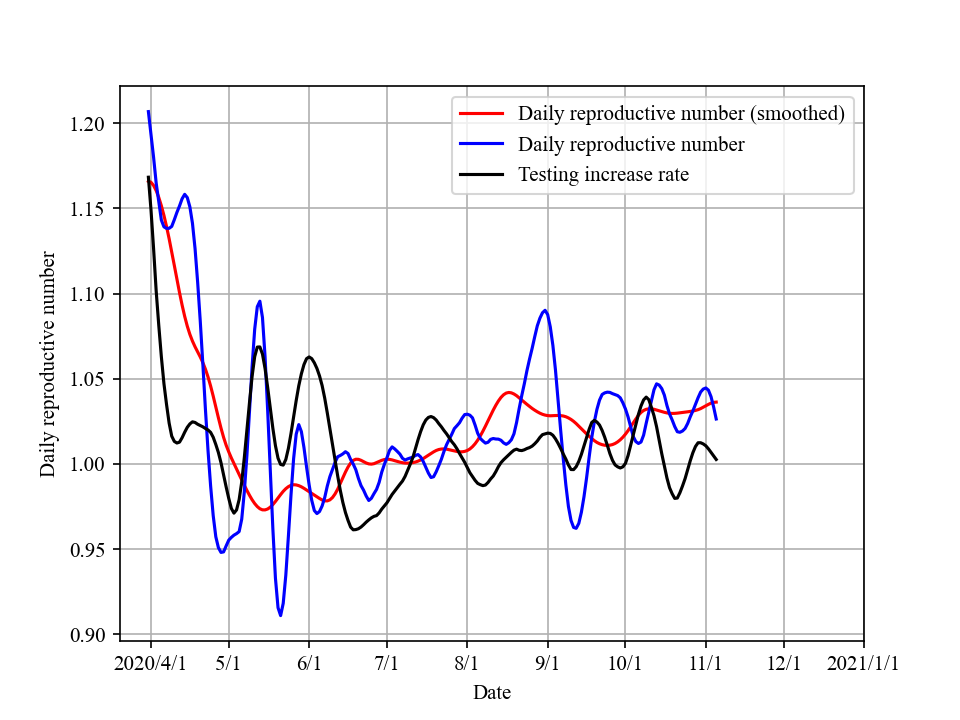 Daily reproductive number (smoothed)
Daily reproductive number
Testing increase rate
Daily reproductive number
1.20
1.15
1.10
1.05
1.00
0.95
0.90
2020/4/1 5/1 6/1 7/1 8/1 9/1 10/1 11/1 12/1 2021/1/1
Date